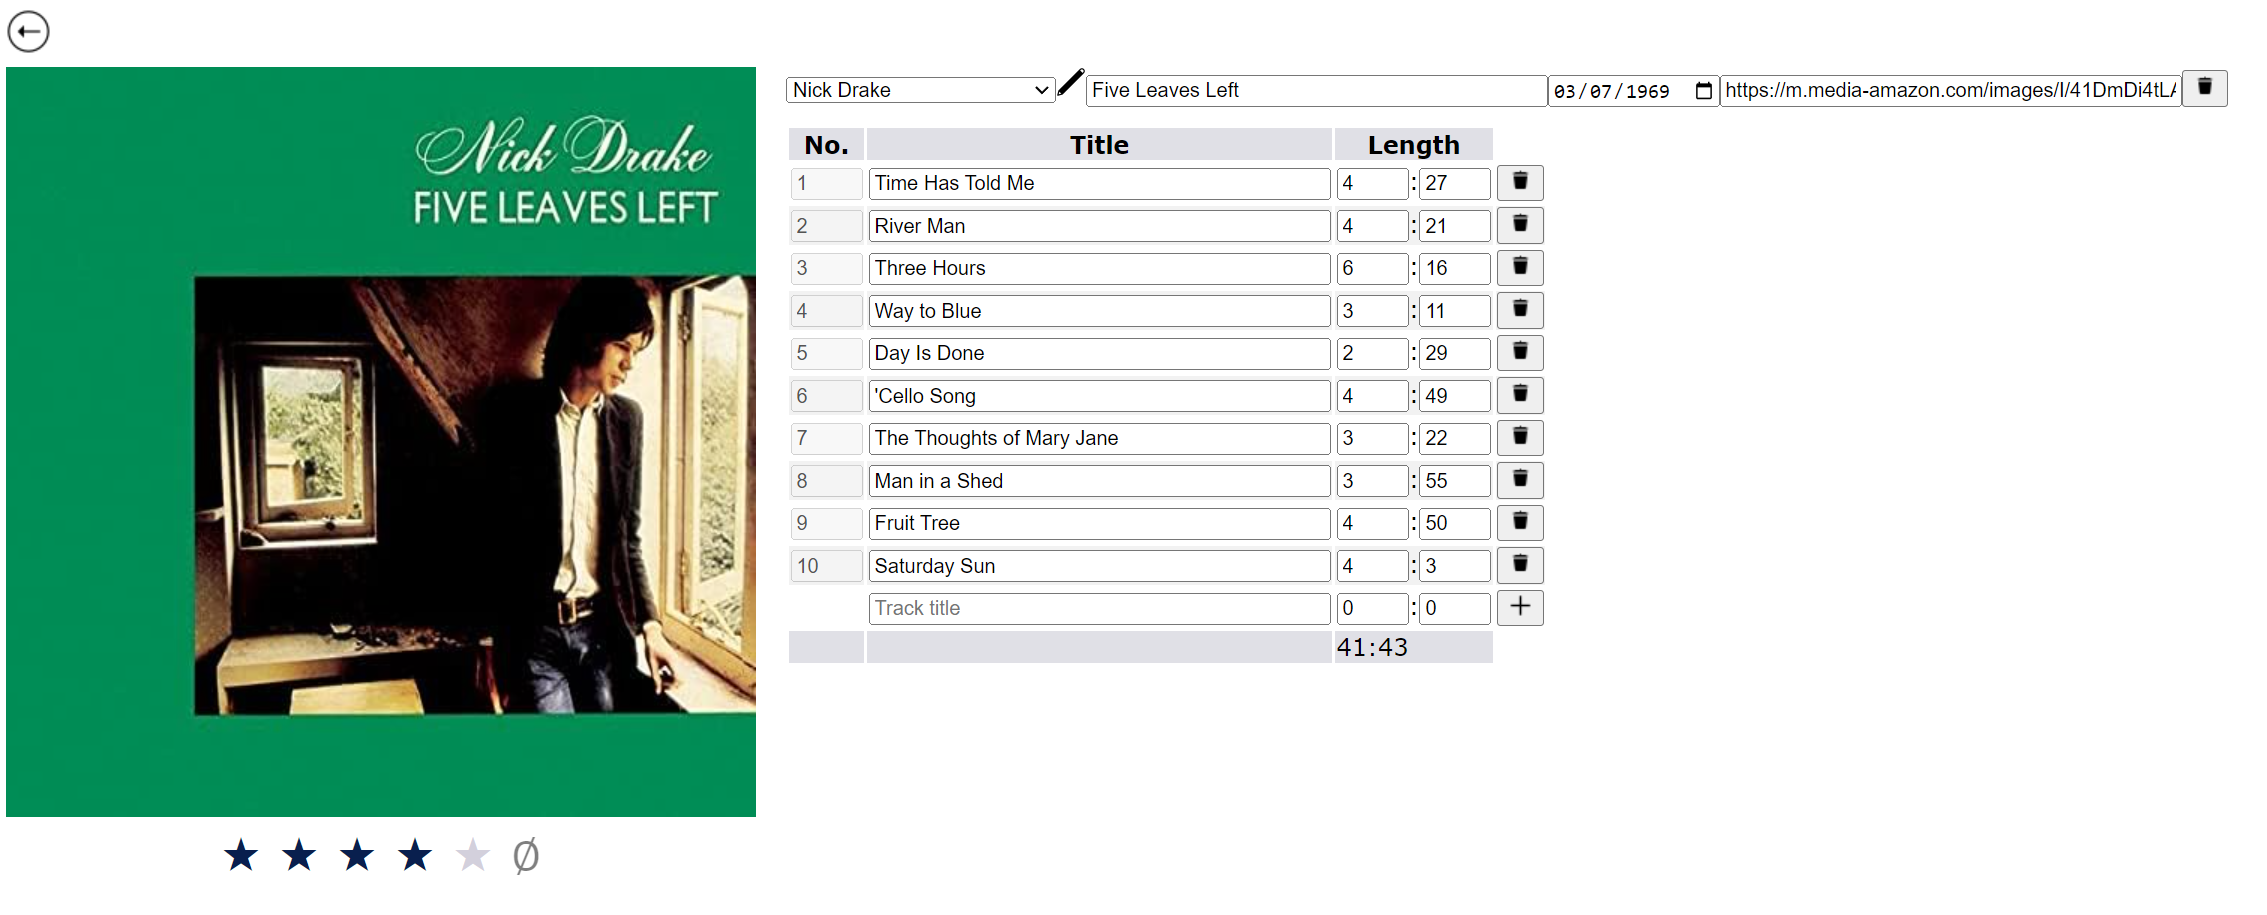 Nick Drake
FIVE LEAVES LEFT
Nick Drake Five Leaves Left 03/07/1969 https://m.media-amazon.com/images/I/41DmDi4tLA
No. Title Length
1 Time Has Told Me 4 : 27
2 River Man 4 : 21
3 Three Hours 6 : 16
4 Way to Blue 3 : 11
5 Day Is Done 2 : 29
6 'Cello Song 4 : 49
7 The Thoughts of Mary Jane 3 : 22
8 Man in a Shed 3 : 55
9 Fruit Tree 4 : 50
10 Saturday Sun 4 : 3
Track title 0 : 0
41:43